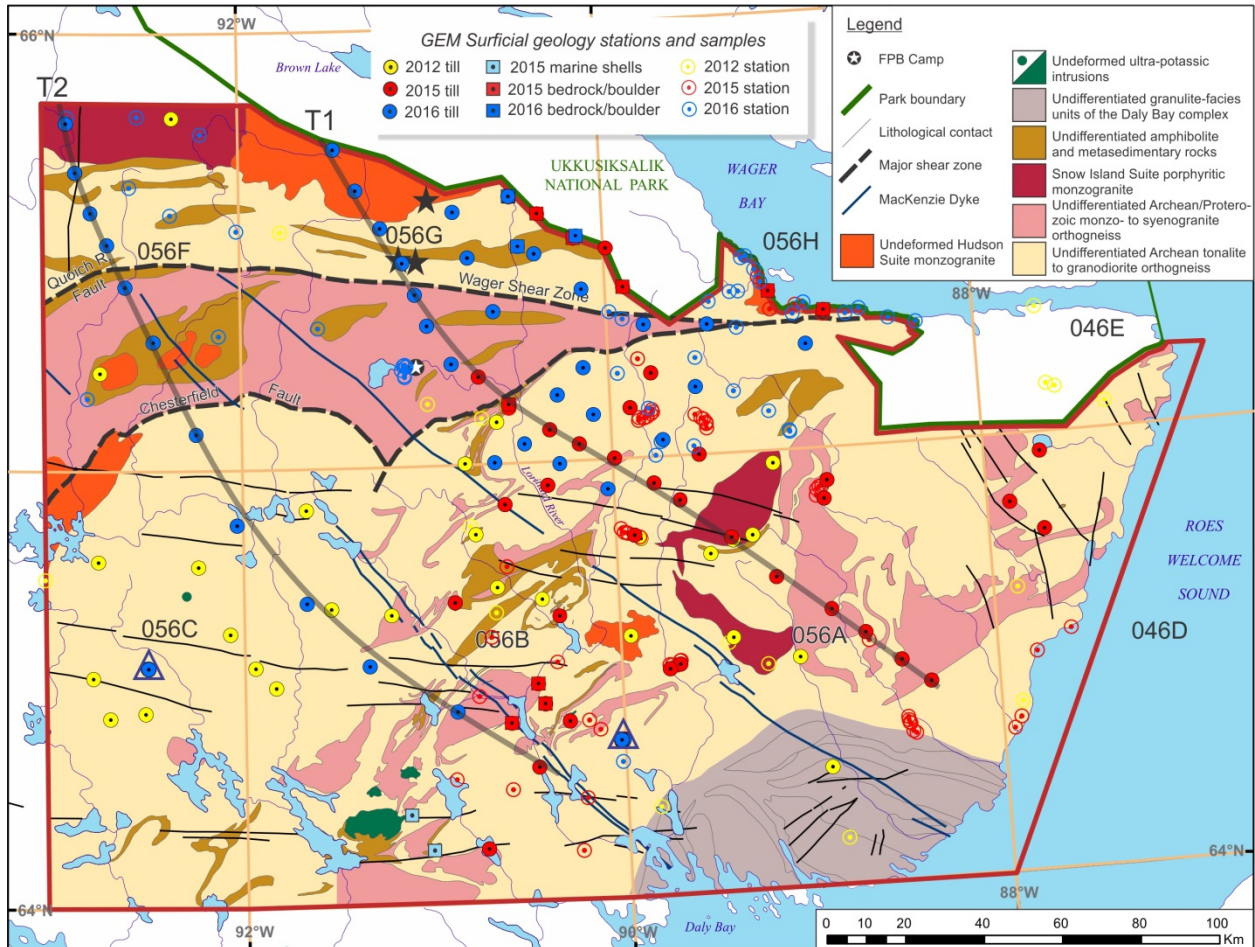 66°N
92°W
Brown Lake
T2
T1
GEM Surficial geology stations and samples
2012 till
2015 marine shells
2012 station
2015 till
2015 bedrock/boulder
2015 station
2016 till
2016 bedrock/boulder
2016 station
Legend
FPB Camp
Park boundary
Lithological contact
Major shear zone
MacKenzie Dyke
Undeformed Hudson
Suite monzogranite
Undeformed ultra-potassic
intrusions
Undifferentiated granulite-facies
units of the Daly Bay complex
Undifferentiated amphibolite
and metasedimentary rocks
Snow Island Suite porphyritic
monzogranite
Undifferentiated Archean/Protero-
zoic monzo- to syenogranite
orthogneiss
Undifferentiated Archean tonalite
to granodiorite orthogneiss
UKKUSIKSALIK
NATIONAL PARK
WAGER
BAY
056F
056G
056H
Quoich R.
Fault
Wager Shear Zone
88°W
046E
Chesterfield
Fault
Lorillard River
ROES
WELCOME
SOUND
056C
056B
056A
046D
64°N
92°W
90°W
Daly Bay
88°W
64°N
0 10 20 40 60 80 100
Km